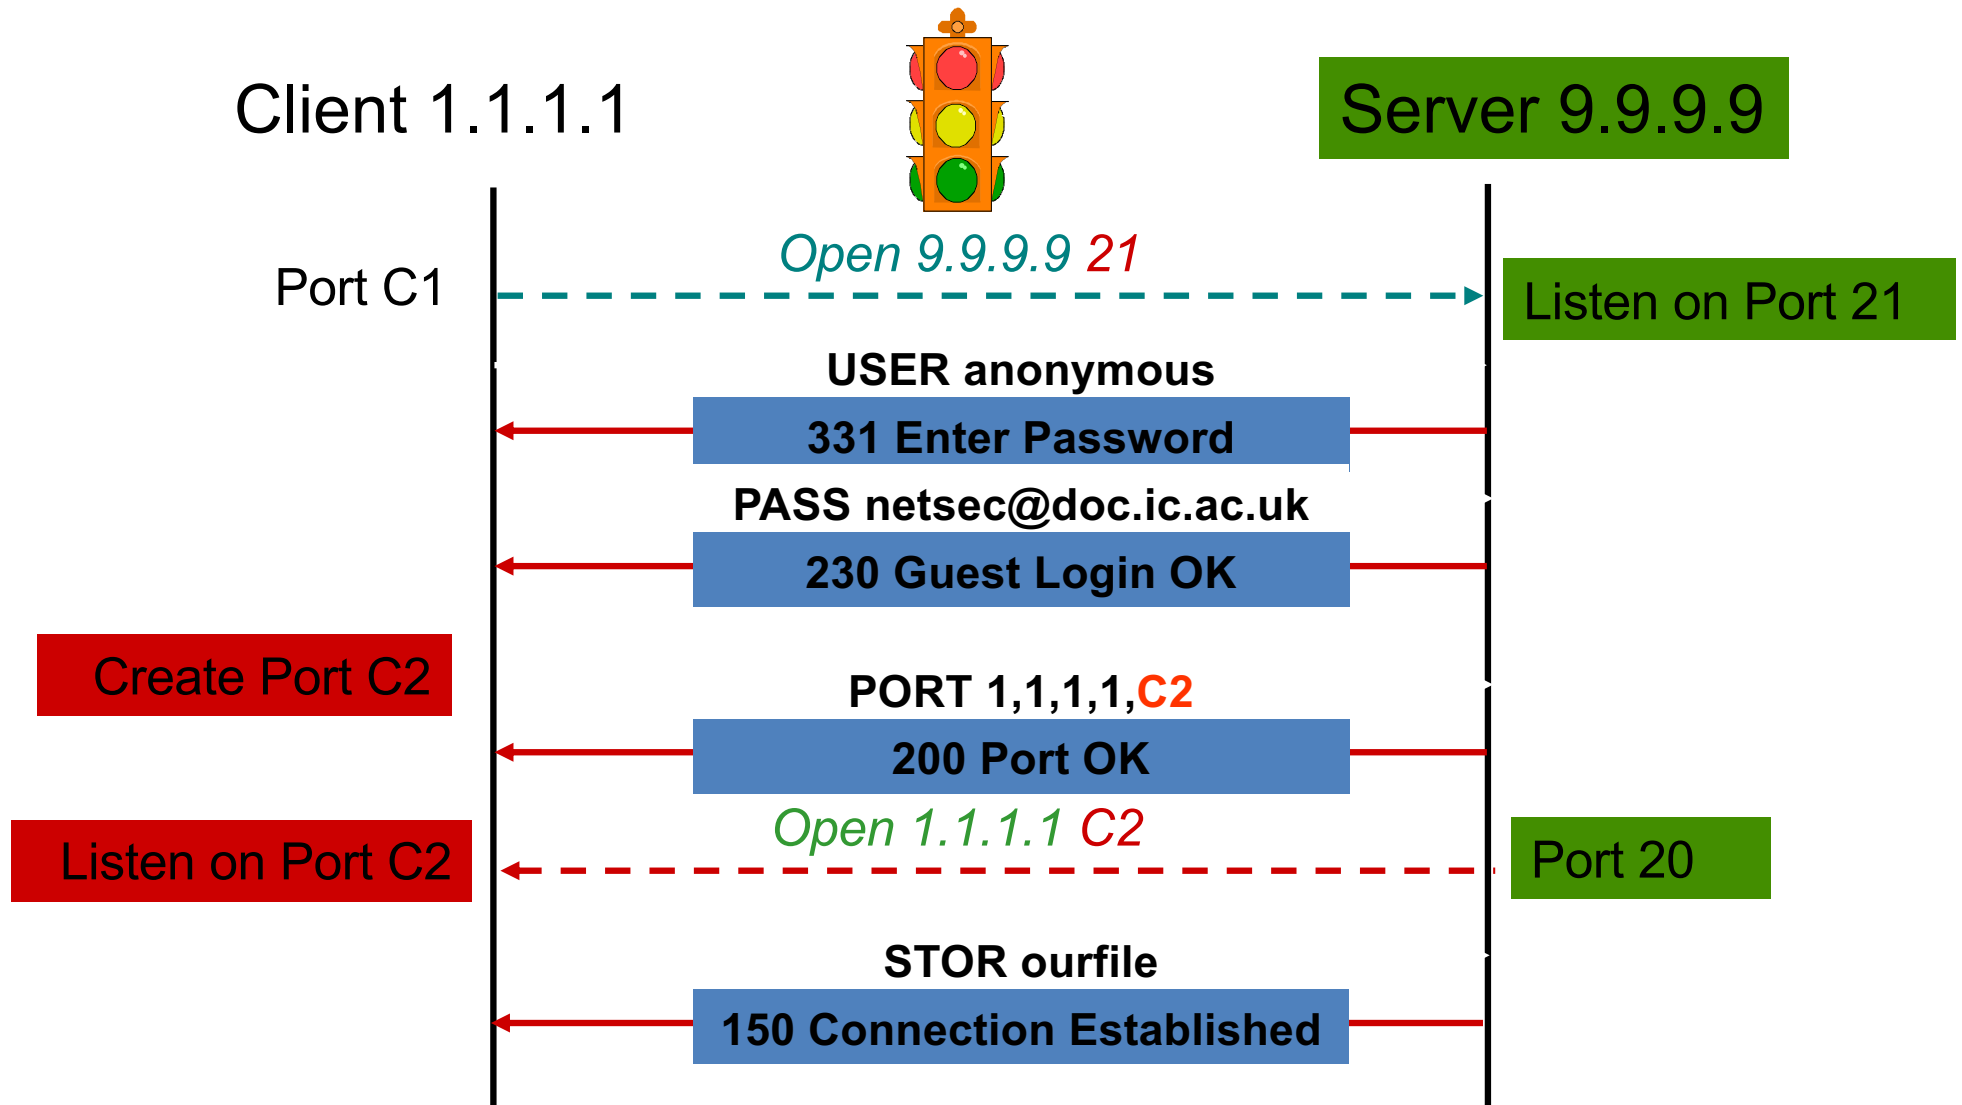 Client 1.1.1.1
Server 9.9.9.9
Open 9.9.9.9 21
Port C1
Listen on Port 21
USER anonymous
331 Enter Password
PASS netsec@doc.ic.ac.uk
230 Guest Login OK
Create Port C2
PORT 1,1,1,1,C2
200 Port OK
Open 1.1.1.1 C2
Listen on Port C2
Port 20
STOR ourfile
150 Connection Established